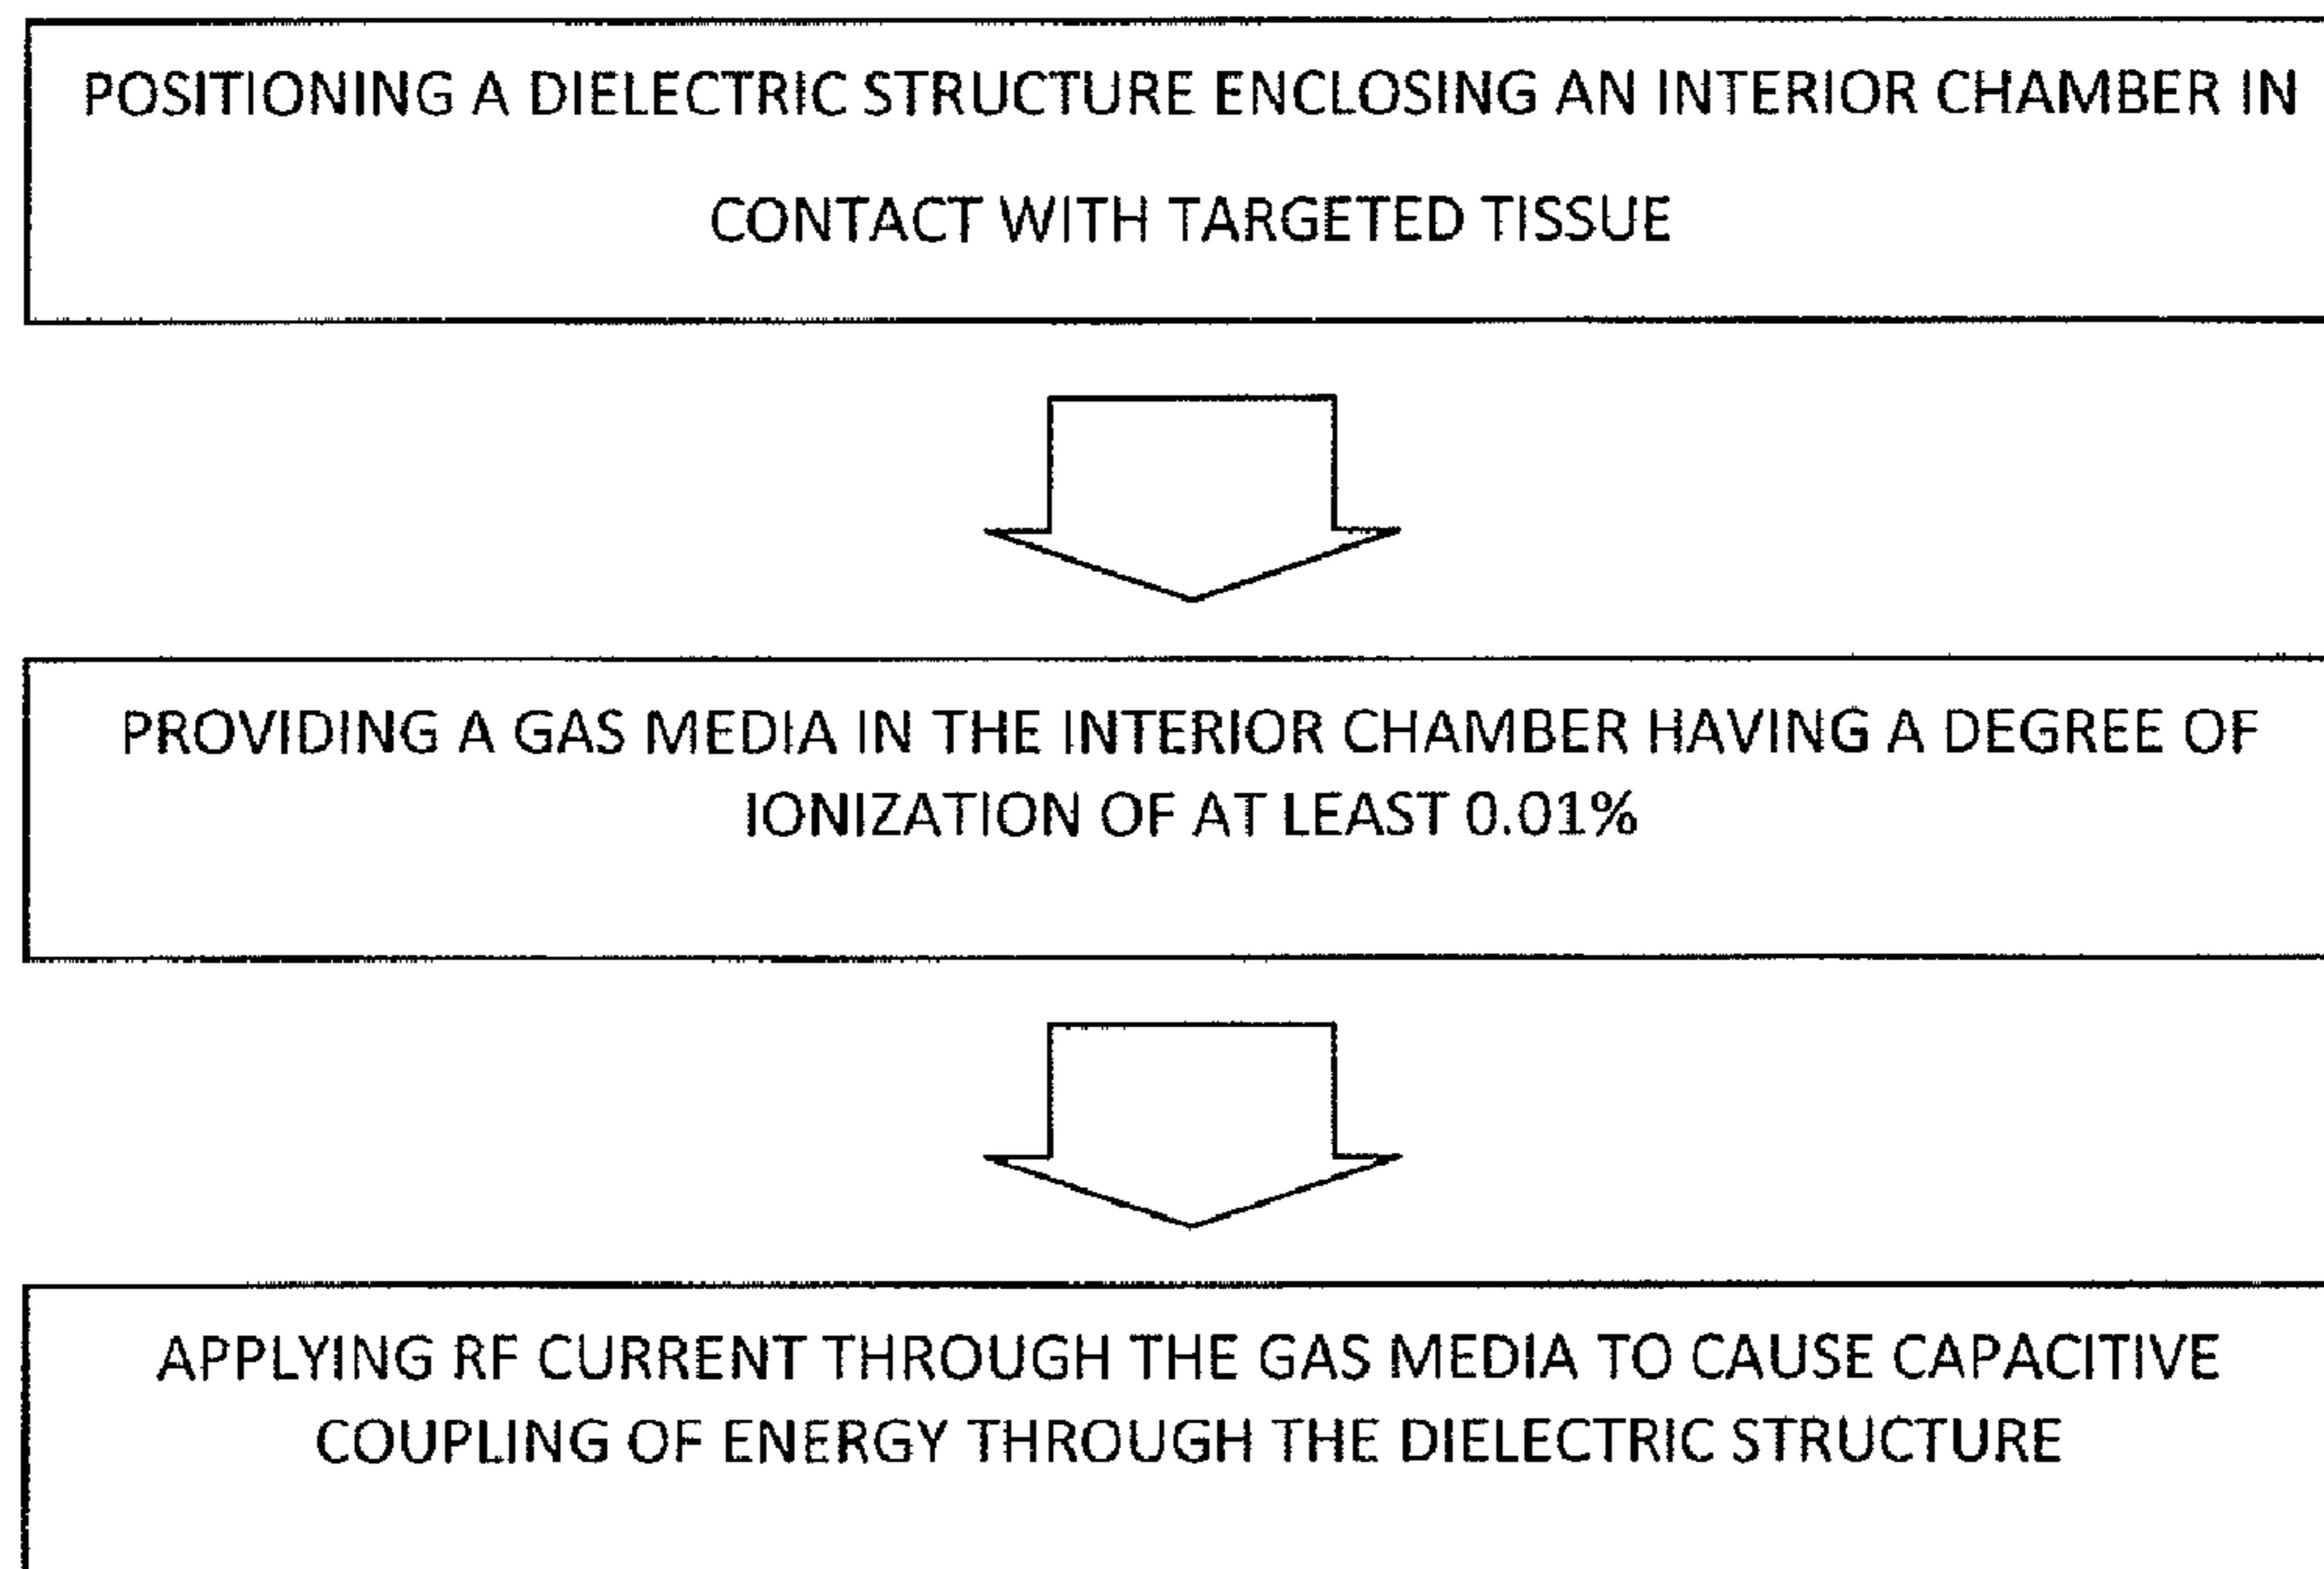 POSITIONING A DIELECTRIC STRUCTURE ENCLOSING AN INTERIOR CHAMBER IN
CONTACT WITH TARGETED TISSUE
PROVIDING A GAS MEDIA IN THE INTERIOR CHAMBER HAVING A DEGREE OF
IONIZATION OF AT LEAST 0.01%
APPLYING RF CURRENT THROUGH THE GAS MEDIA TO CAUSE CAPACITIVE
COUPLING OF ENERGY THROUGH THE DIELECTRIC STRUCTURE